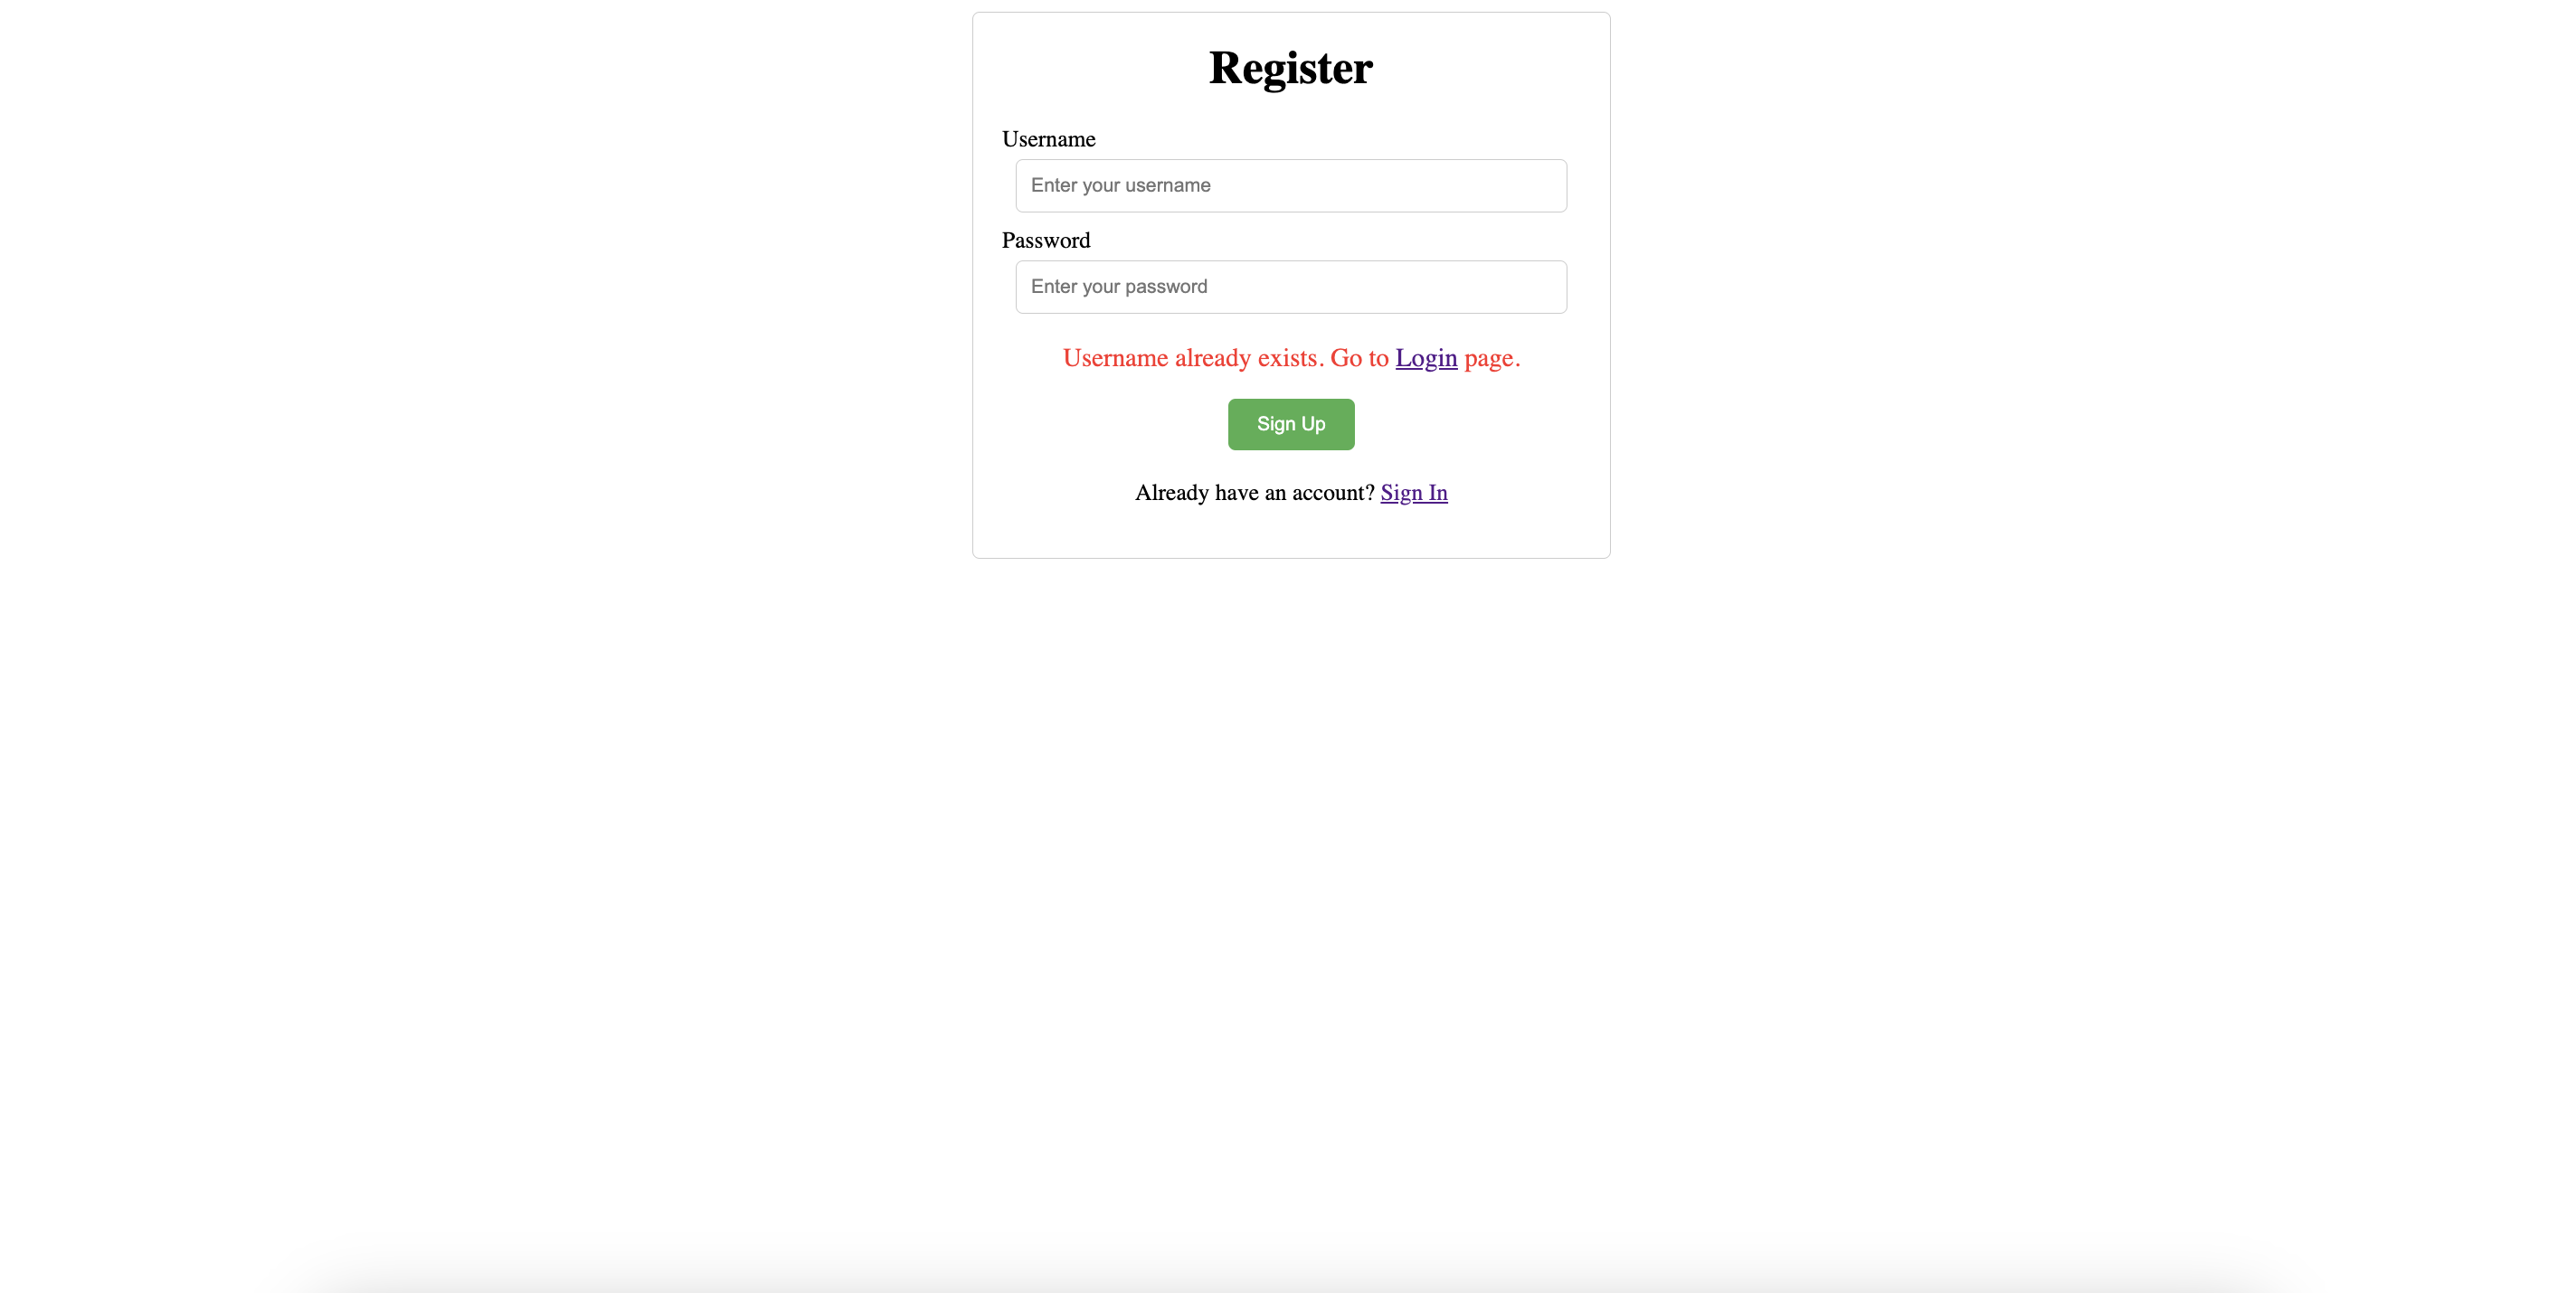 Register
Username
Enter your username
Password
Enter your password
Username already exists. Go to Login page.
Sign Up
Already have an account? Sign In